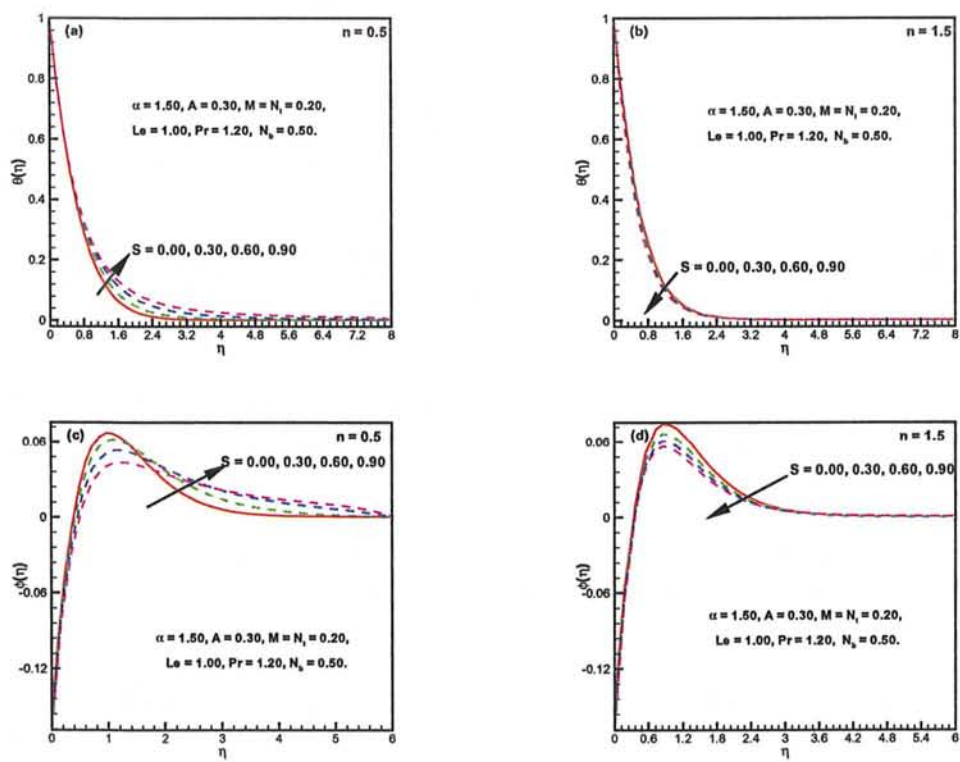 (a)
n = 0.5
1
0.8
0.6
0.4
0.2
0
θ(η)
α = 1.50, A = 0.30, M = Nₜ = 0.20,
Le = 1.00, Pr = 1.20, N_b = 0.50.
S = 0.00, 0.30, 0.60, 0.90
0 0.8 1.6 2.4 3.2 4 4.8 5.6 6.4 7.2 8
η
(b)
n = 1.5
1
0.8
0.6
0.4
0.2
0
θ(η)
α = 1.50, A = 0.30, M = Nₜ = 0.20,
Le = 1.00, Pr = 1.20, N_b = 0.50.
S = 0.00, 0.30, 0.60, 0.90
0 0.8 1.6 2.4 3.2 4 4.8 5.6 6.4 7.2 8
η
(c)
n = 0.5
0.06
0
-0.06
-0.12
ϕ(η)
S = 0.00, 0.30, 0.60, 0.90
α = 1.50, A = 0.30, M = Nₜ = 0.20,
Le = 1.00, Pr = 1.20, N_b = 0.50.
0 1 2 3 4 5 6
η
(d)
n = 1.5
0.06
0
-0.06
-0.12
ϕ(η)
S = 0.00, 0.30, 0.60, 0.90
α = 1.50, A = 0.30, M = Nₜ = 0.20,
Le = 1.00, Pr = 1.20, N_b = 0.50.
0 0.6 1.2 1.8 2.4 3 3.6 4.2 4.8 5.4 6
η